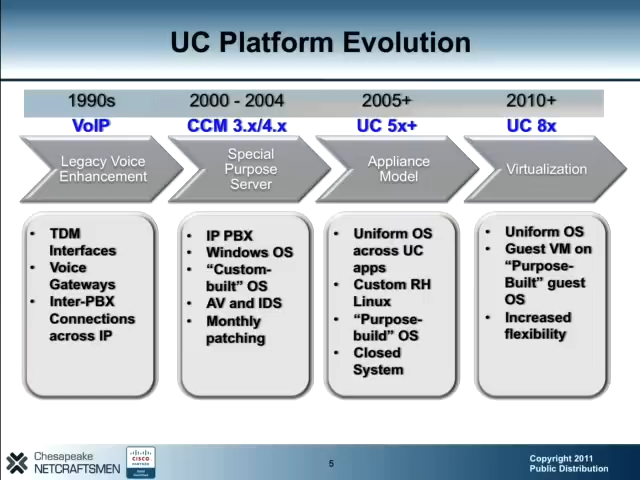 UC Platform Evolution
1990s
2000 - 2004
2005+
2010+
VoIP
CCM 3.x/4.x
UC 5x+
UC 8x
Legacy Voice
Enhancement
Special
Purpose
Server
Appliance
Model
Virtualization
• TDM
Interfaces
• Voice
Gateways
• Inter-PBX
Connections
across IP
• IP PBX
• Windows OS
• “Custom-
built” OS
• AV and IDS
• Monthly
patching
• Uniform OS
across UC
apps
• Custom RH
Linux
• “Purpose-
build” OS
• Closed
System
• Uniform OS
• Guest VM on
“Purpose-
Built” guest
OS
• Increased
flexibility
Chesapeake
NETCRAFTSMEN
CISCO
PARTNER
5
Copyright 2011
Public Distribution